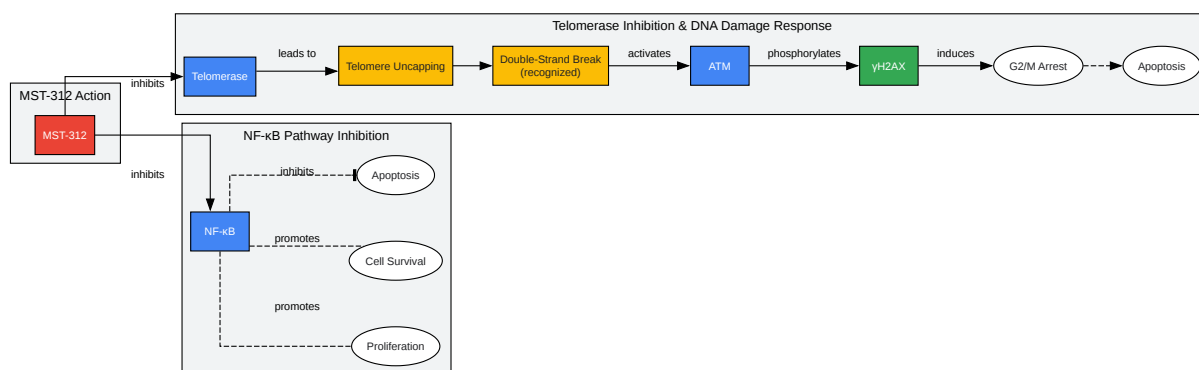 Telomerase Inhibition & DNA Damage Response
inhibits
Telomerase
leads to
Telomere Uncapping
Double-Strand Break
(recognized)
activates
ATM
phosphorylates
γH2AX
induces
G2/M Arrest
Apoptosis
MST-312 Action
MST-312
inhibits
NF-κB Pathway Inhibition
NF-κB
inhibits
Apoptosis
promotes
Cell Survival
promotes
Proliferation